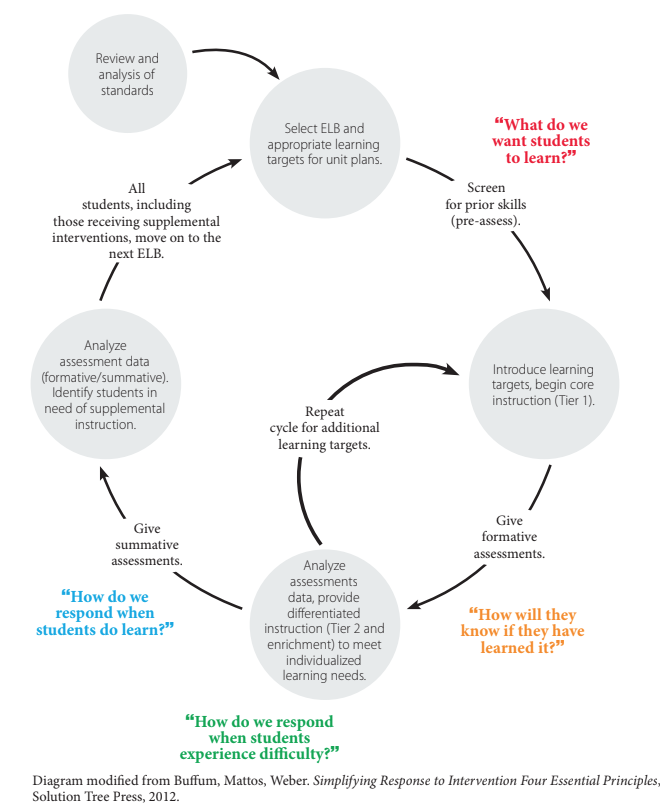 Review and
analysis of
standards
Select ELB and
appropriate learning
targets for unit plans.
“What do we
want students
to learn?”
Screen
for prior skills
(pre-assess).
All
students, including
those receiving supplemental
interventions, move on to the
next ELB.
Analyze
assessment data
(formative/summative).
Identify students in
need of supplemental
instruction.
Introduce learning
targets, begin core
instruction (Tier 1).
Repeat
cycle for additional
learning targets.
Give
formative
assessments.
Give
summative
assessments.
Analyze
assessments
data, provide
differentiated
instruction (Tier 2 and
enrichment) to meet
individualized
learning needs.
“How do we
respond when
students do learn?”
“How will they
know if they have
learned it?”
“How do we respond
when students
experience difficulty?”
Diagram modified from Buffum, Mattos, Weber. Simplifying Response to Intervention Four Essential Principles,
Solution Tree Press, 2012.